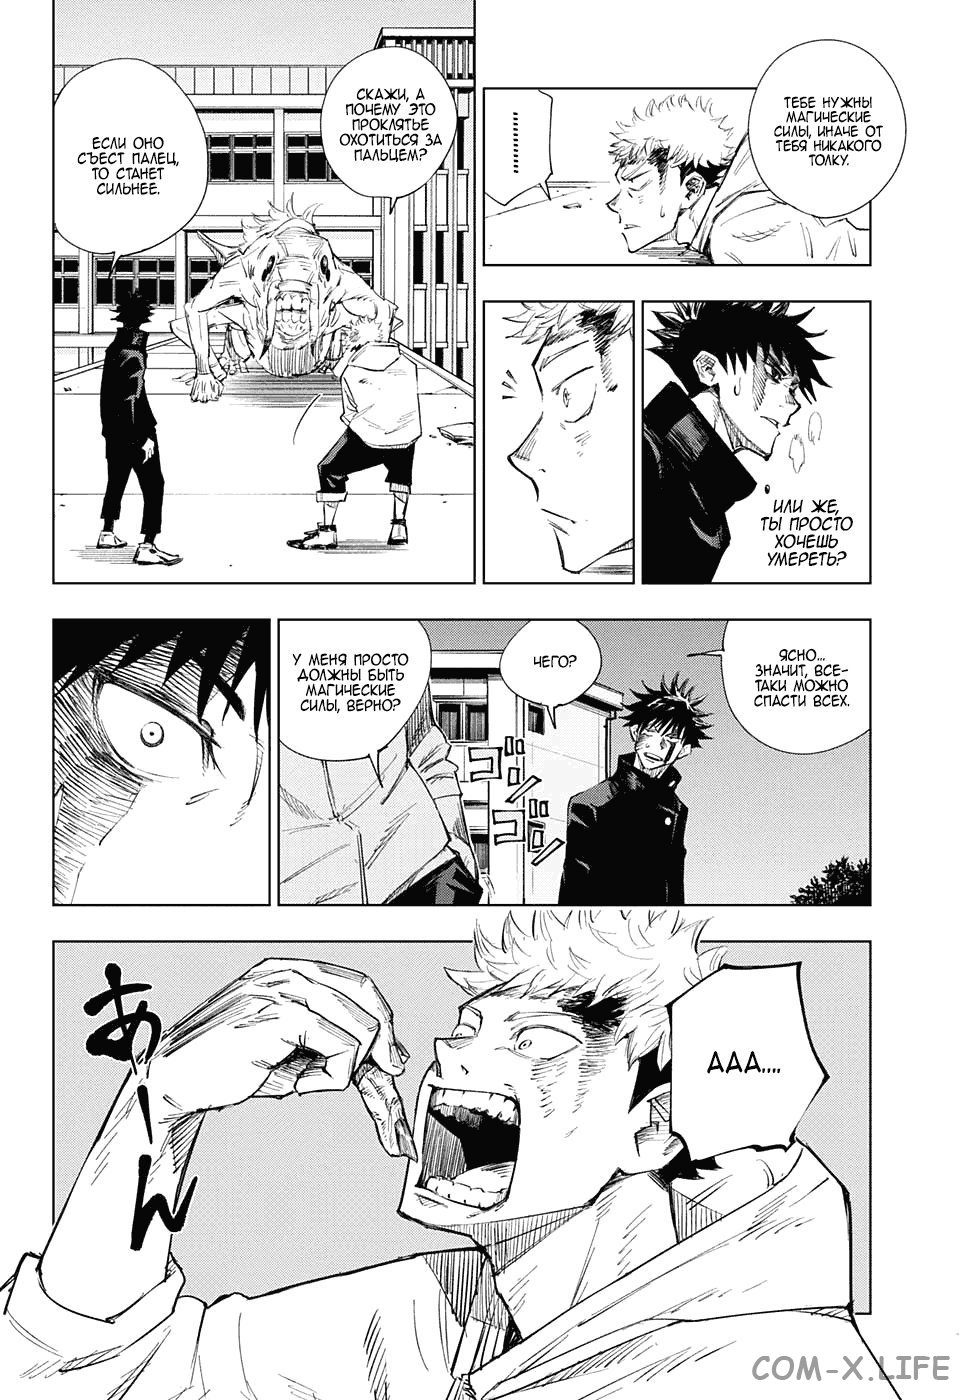 ТЕБЕ НУЖНЫ
МАГИЧЕСКИЕ
СИЛЫ, ИНАЧЕ ОТ
ТЕБЯ НИКАКОГО
ТОЛКУ.
..........
ИЛИ ЖЕ,
ТЫ ПРОСТО
ХОЧЕШЬ
УМЕРЕТЬ?
СКАЖИ, А
ПОЧЕМУ ЭТО
ПРОКЛЯТЬЕ
ОХОТИТЬСЯ ЗА
ПАЛЬЦЕМ?
ЕСЛИ ОНО
СЪЕСТ ПАЛЕЦ,
ТО СТАНЕТ
СИЛЬНЕЕ.
ЯСНО...
ЗНАЧИТ, ВСЕ-
ТАКИ МОЖНО
СПАСТИ ВСЕХ.
ЧЕГО?
ゴソ
ゴソ
У МЕНЯ ПРОСТО
ДОЛЖНЫ БЫТЬ
МАГИЧЕСКИЕ
СИЛЫ, ВЕРНО?
ААА....
あーん
COM-X.LIFE